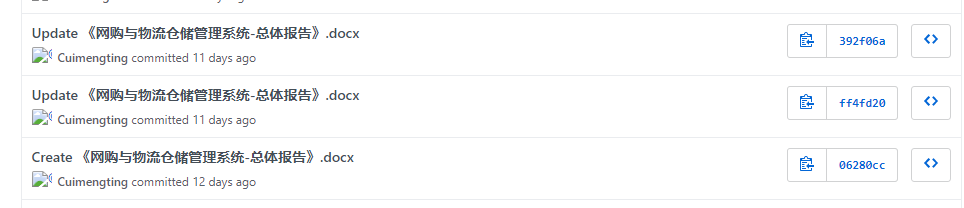 Update 《网购与物流仓储管理系统-总体报告》.docx
Cuimengting committed 11 days ago
392f06a
Update 《网购与物流仓储管理系统-总体报告》.docx
Cuimengting committed 11 days ago
ff4fd20
Create 《网购与物流仓储管理系统-总体报告》.docx
Cuimengting committed 12 days ago
06280cc